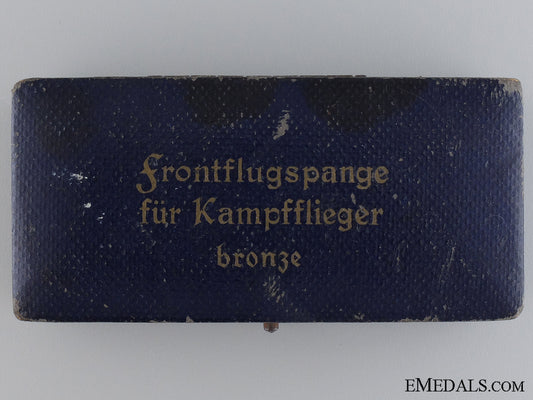 Frontflugspange
für Kampfflieger
bronze
eMedals.com